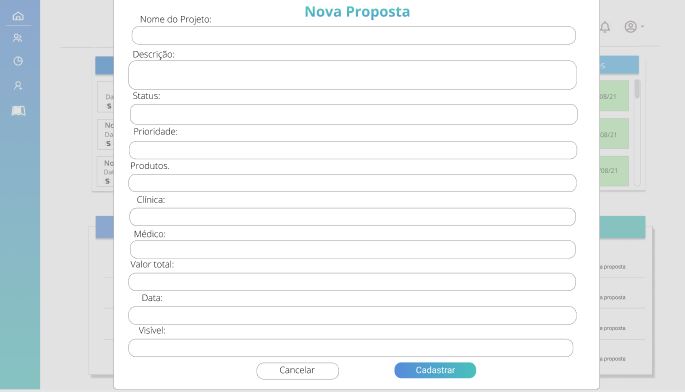 Nova Proposta
Nome do Projeto:
Descrição:
Status:
Prioridade:
Produtos.
Clínica:
Médico:
Valor total:
Data:
Visível:
Cancelar
Cadastrar
Da
$
No
Da
$
No
Da
$
08/21
08/21
08/21
a proposta
a proposta
a proposta
a proposta